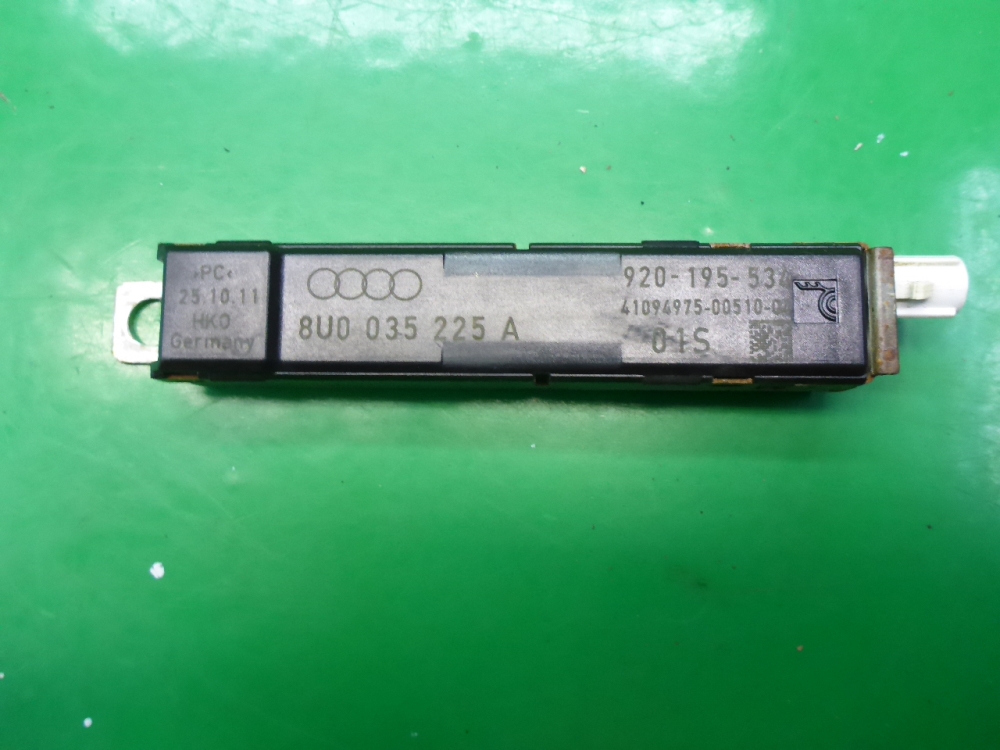 ›PC‹
25.10.11
HKO
Germany
8U0 035 225 A
920-195-53
41094975-00510-0
01S